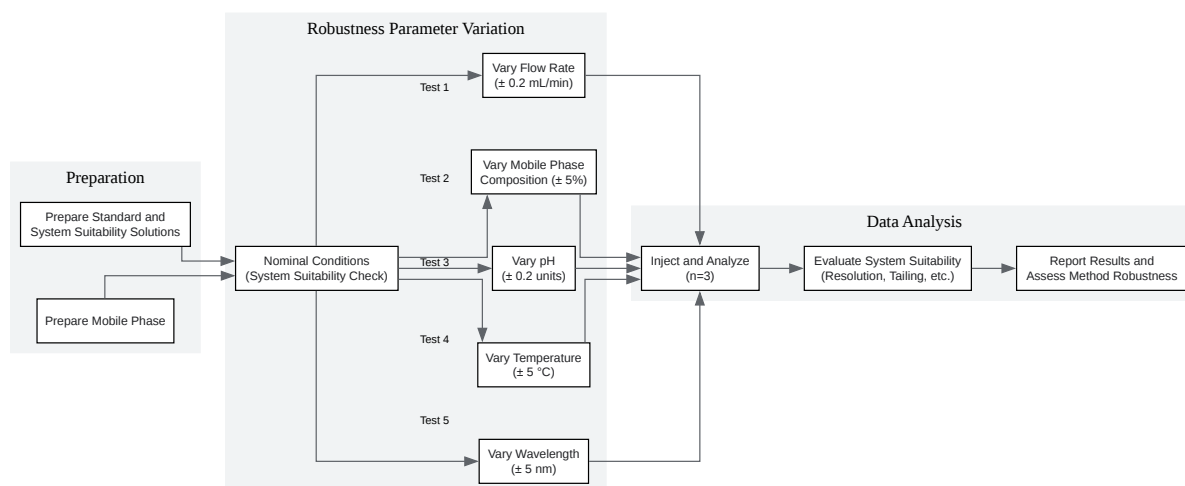 Robustness Parameter Variation
Vary Flow Rate
(± 0.2 mL/min)
Test 1
Vary Mobile Phase
Composition (± 5%)
Test 2
Preparation
Prepare Standard and
System Suitability Solutions
Prepare Mobile Phase
Nominal Conditions
(System Suitability Check)
Test 3
Vary pH
(± 0.2 units)
Test 4
Vary Temperature
(± 5 °C)
Test 5
Vary Wavelength
(± 5 nm)
Data Analysis
Inject and Analyze
(n=3)
Evaluate System Suitability
(Resolution, Tailing, etc.)
Report Results and
Assess Method Robustness